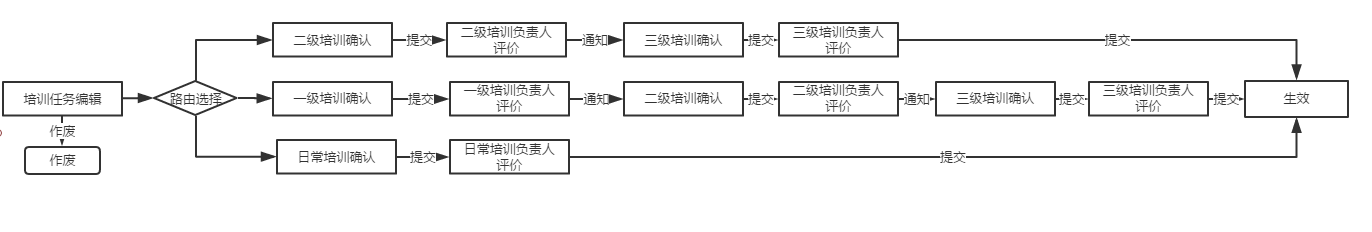 二级培训确认
提交
二级培训负责人
评价
通知
三级培训确认
提交
三级培训负责人
评价
提交
培训任务编辑
路由选择
一级培训确认
提交
一级培训负责人
评价
通知
二级培训确认
提交
二级培训负责人
评价
通知
三级培训确认
提交
三级培训负责人
评价
提交
生效
作废
作废
日常培训确认
提交
日常培训负责人
评价
提交